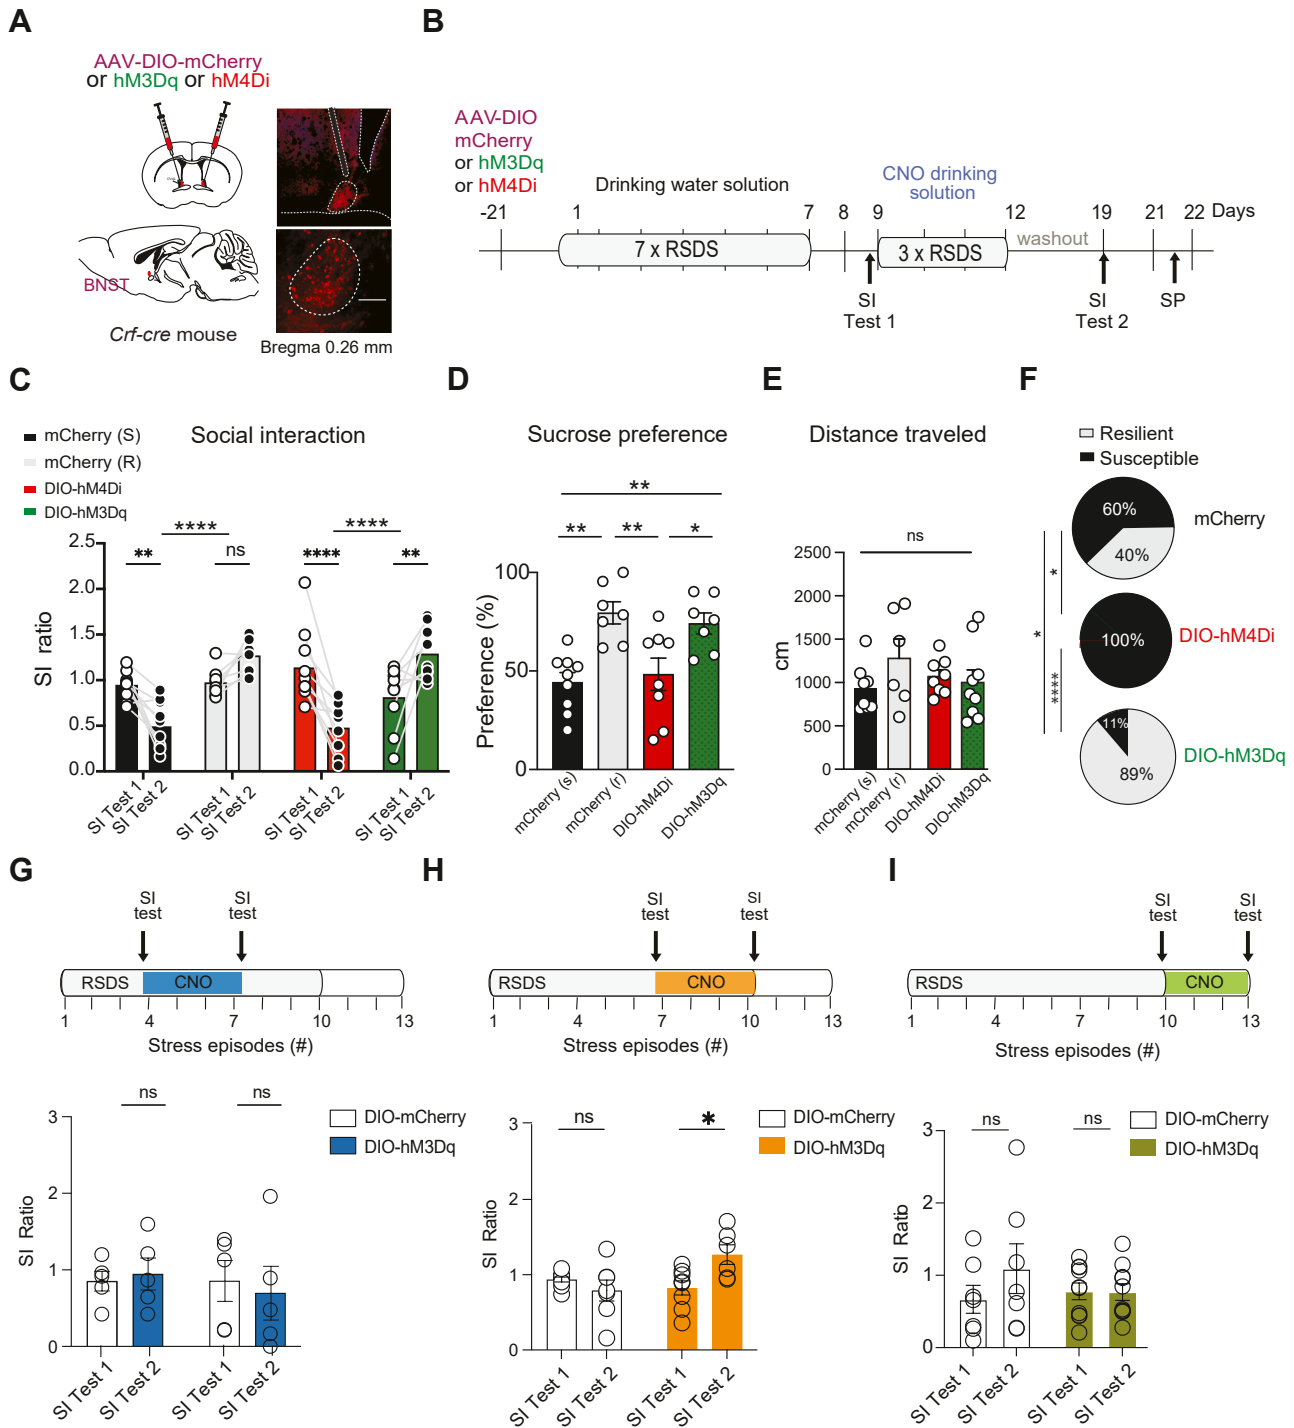 A
AAV-DIO-mCherry
or hM3Dq or hM4Di
BNST
Crf-cre mouse
Bregma 0.26 mm
B
AAV-DIO
mCherry
or hM3Dq
or hM4Di
Drinking water solution
CNO drinking
solution
-21 1 7 8 9 12 19 21 22 Days
7 x RSDS
3 x RSDS
washout
SI
Test 1
SI
Test 2
SP
C
mCherry (S)
mCherry (R)
DIO-hM4Di
DIO-hM3Dq
Social interaction
**** ****
** ns **** **
SI ratio
2.5
2.0
1.5
1.0
0.5
0.0
SI Test 1
SI Test 2
SI Test 1
SI Test 2
SI Test 1
SI Test 2
SI Test 1
SI Test 2
D
Sucrose preference
**
** ** *
Preference (%)
100
50
0
mCherry (s)
mCherry (r)
DIO-hM4Di
DIO-hM3Dq
E
Distance traveled
ns
cm
2500
2000
1500
1000
500
0
mCherry (s)
mCherry (r)
DIO-hM4Di
DIO-hM3Dq
F
Resilient
Susceptible
60%
40%
mCherry
100%
DIO-hM4Di
11%
89%
DIO-hM3Dq
*
*
****
G
SI
test
SI
test
RSDS CNO
1 4 7 10 13
Stress episodes (#)
ns ns
DIO-mCherry
DIO-hM3Dq
SI Ratio
3
2
1
0
SI Test 1
SI Test 2
SI Test 1
SI Test 2
H
SI
test
SI
test
RSDS CNO
1 4 7 10 13
Stress episodes (#)
ns *
DIO-mCherry
DIO-hM3Dq
SI Ratio
3
2
1
0
SI Test 1
SI Test 2
SI Test 1
SI Test 2
I
SI
test
SI
test
RSDS CNO
1 4 7 10 13
Stress episodes (#)
ns ns
DIO-mCherry
DIO-hM3Dq
SI Ratio
3
2
1
0
SI Test 1
SI Test 2
SI Test 1
SI Test 2